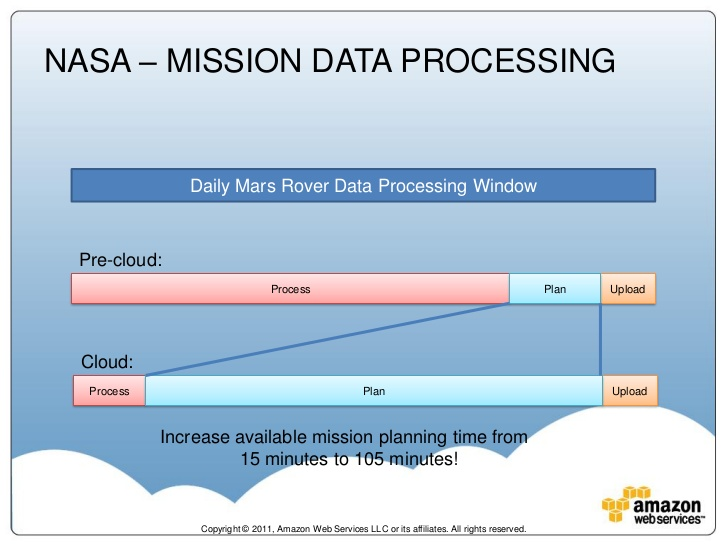 NASA – MISSION DATA PROCESSING
Daily Mars Rover Data Processing Window
Pre-cloud:
Process Plan Upload
Cloud:
Process Plan Upload
Increase available mission planning time from
15 minutes to 105 minutes!
amazon
webservices™
Copyright © 2011, Amazon Web Services LLC or its affiliates. All rights reserved.